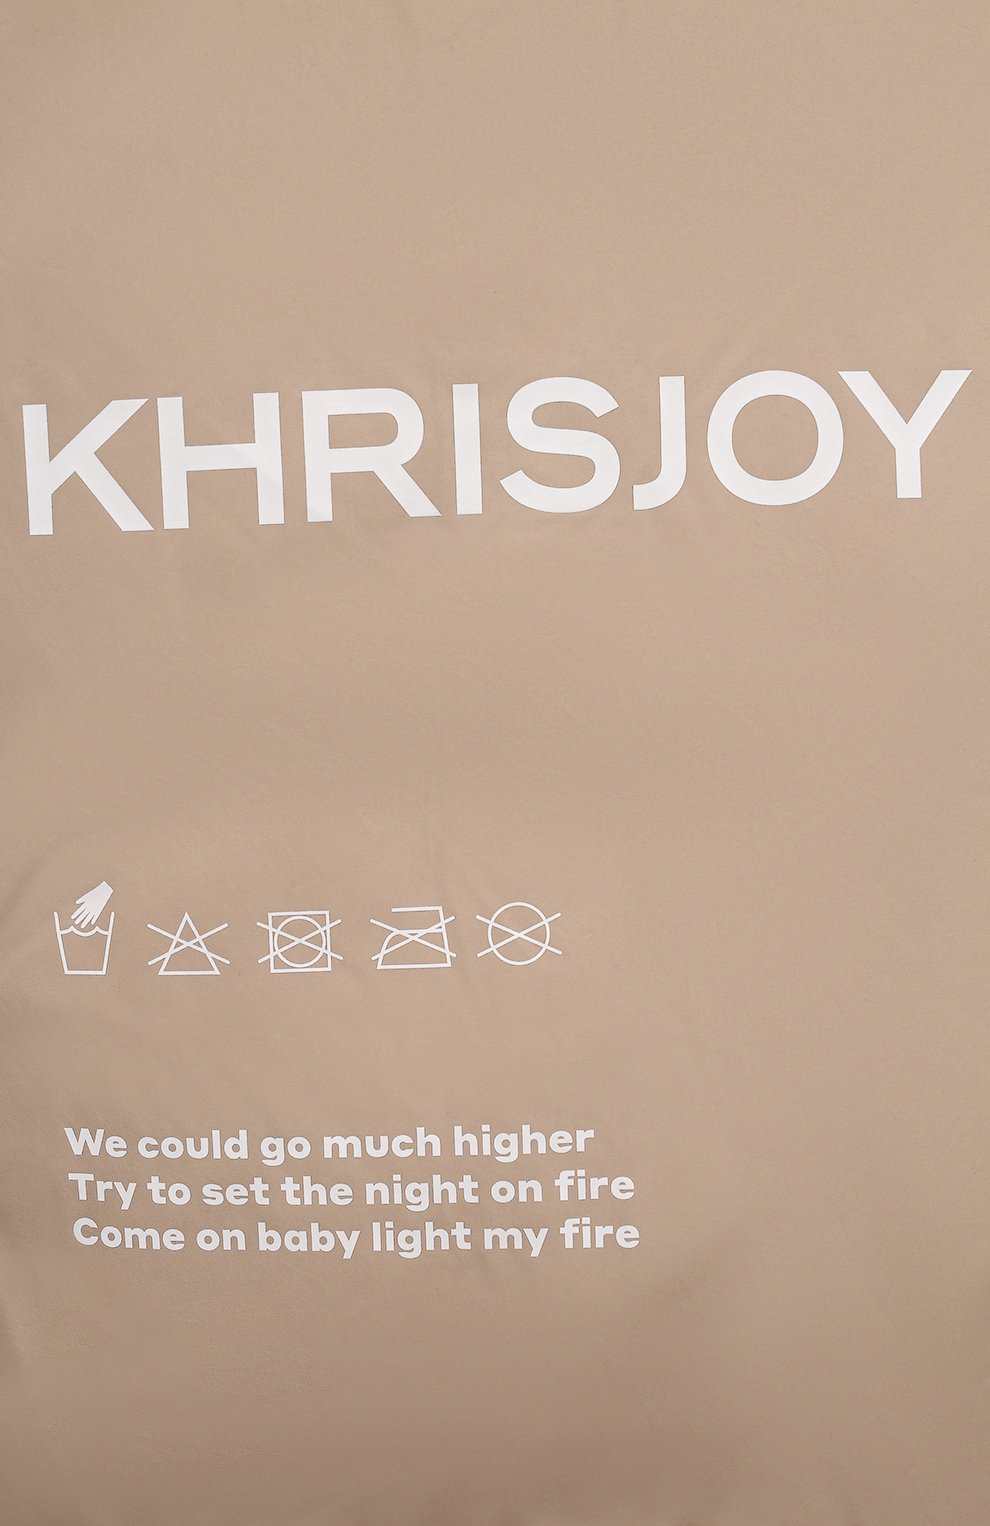 KHRISJOY
We could go much higher
Try to set the night on fire
Come on baby light my fire